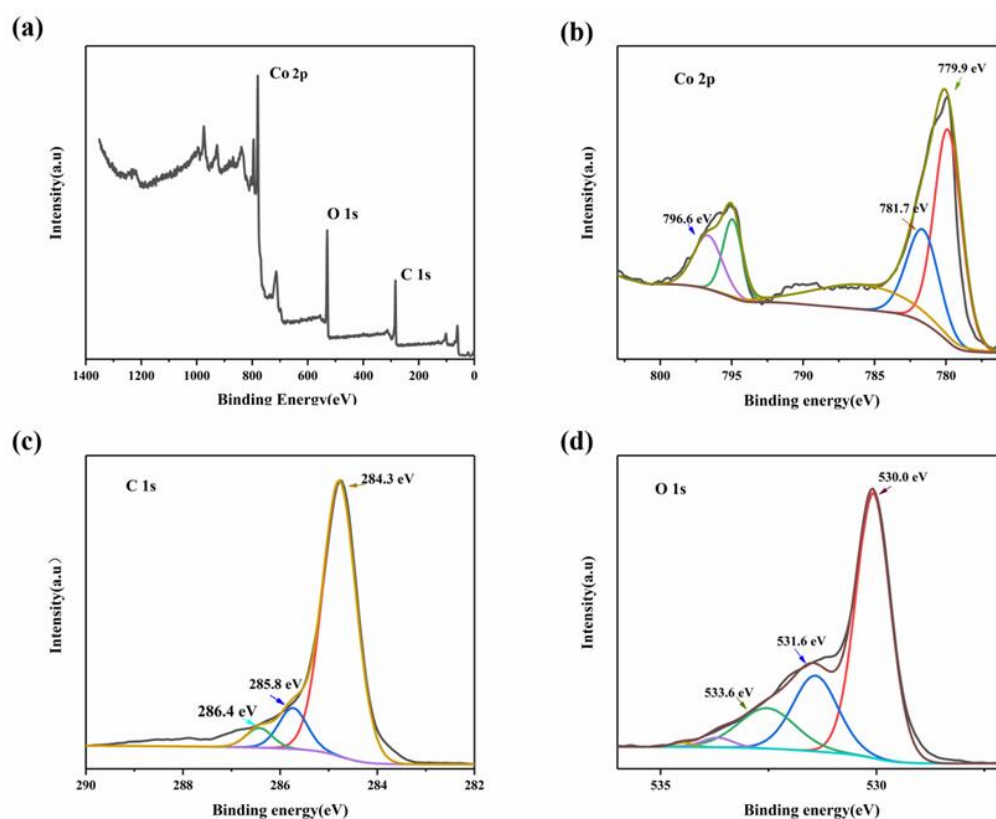 (a)
Co 2p
O 1s
C 1s
Intensity(a.u)
1400 1200 1000 800 600 400 200 0
Binding Energy(eV)
(b)
Co 2p
779.9 eV
796.6 eV
781.7 eV
Intensity(a.u)
800 795 790 785 780
Binding energy(eV)
(c)
C 1s
284.3 eV
285.8 eV
286.4 eV
Intensity(a.u)
290 288 286 284 282
Binding energy(eV)
(d)
O 1s
530.0 eV
531.6 eV
533.6 eV
Intensity(a.u)
535 530
Binding energy(eV)